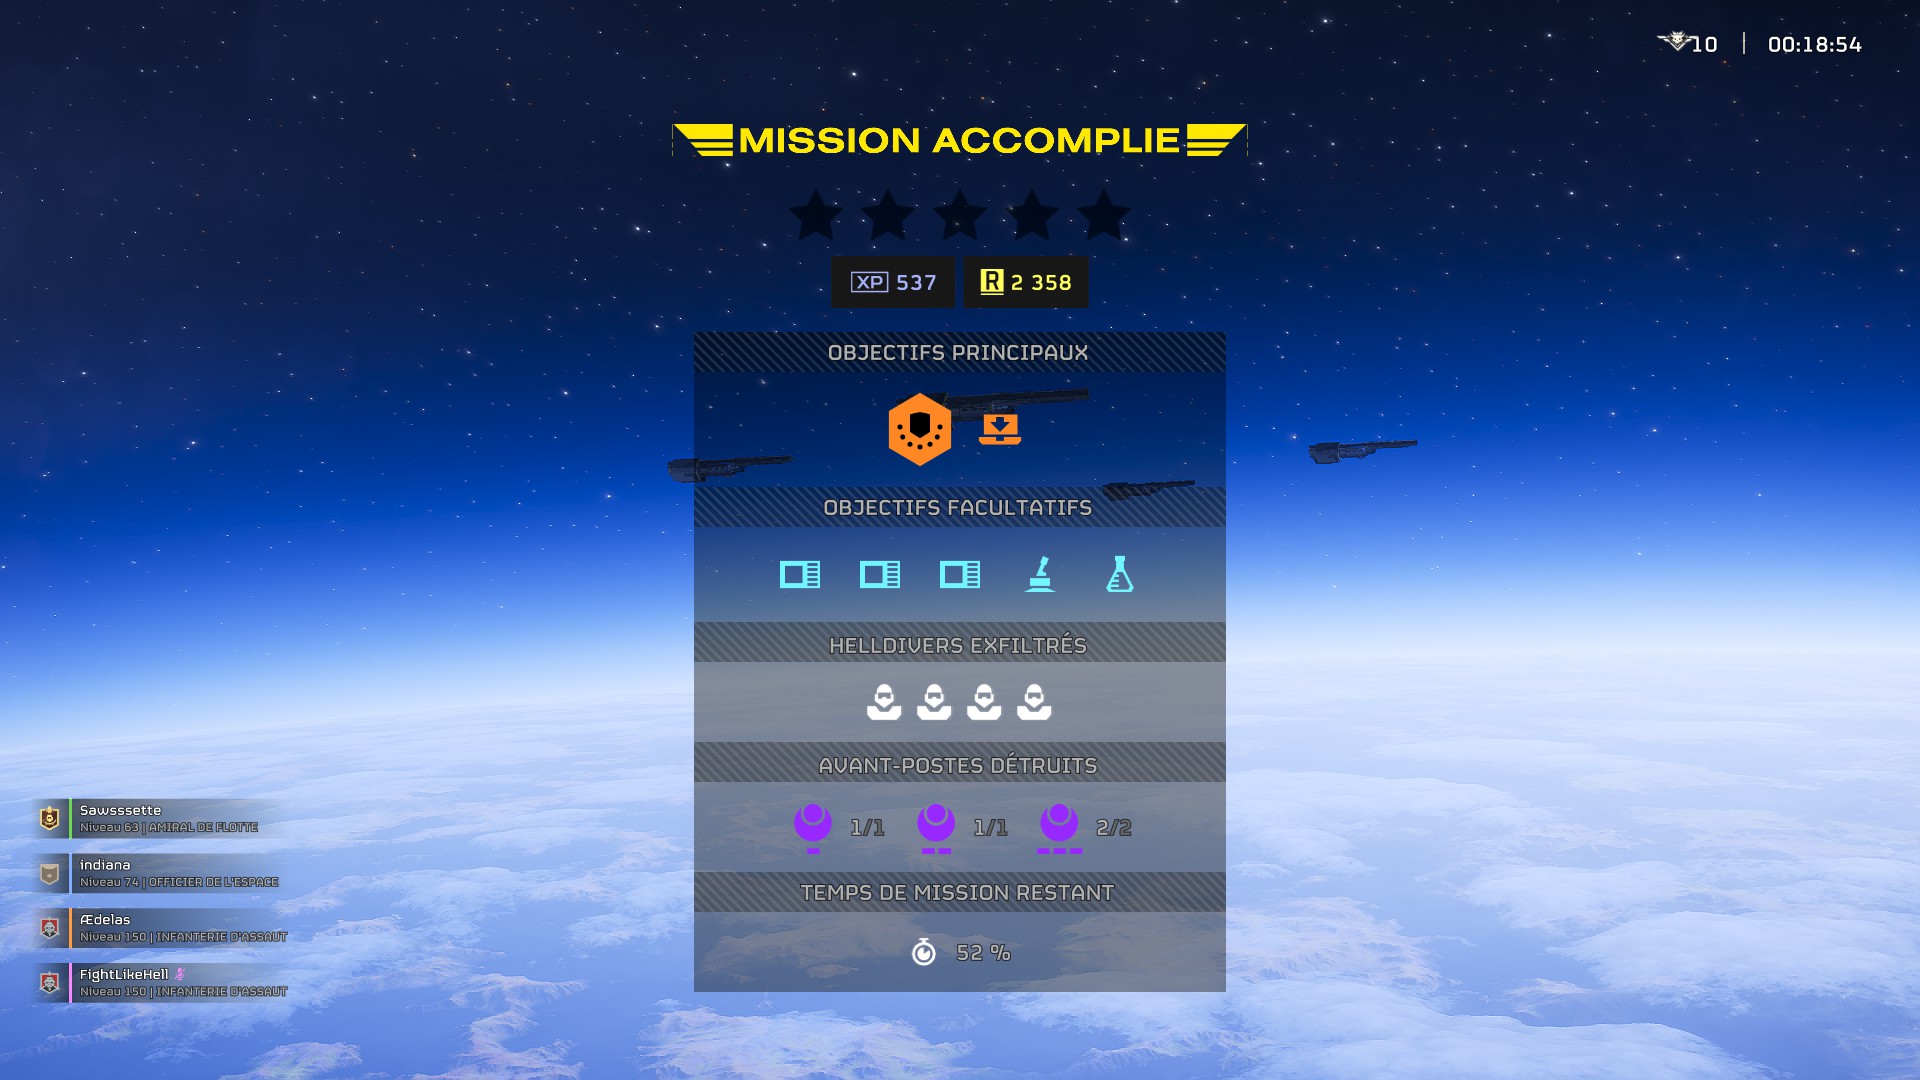 10 | 00:18:54
MISSION ACCOMPLIE
XP 537
R 2 358
OBJECTIFS PRINCIPAUX
OBJECTIFS FACULTATIFS
HELLDIVERS EXFILTRÉS
AVANT-POSTES DÉTRUITS
1/1 1/1 2/2
TEMPS DE MISSION RESTANT
52 %
Sawsssette
Niveau 63 | AMIRAL DE FLOTTE
indiana
Niveau 74 | OFFICIER DE L'ESPACE
Ædelas
Niveau 150 | INFANTERIE D'ASSAUT
FightLikeHell
Niveau 150 | INFANTERIE D'ASSAUT